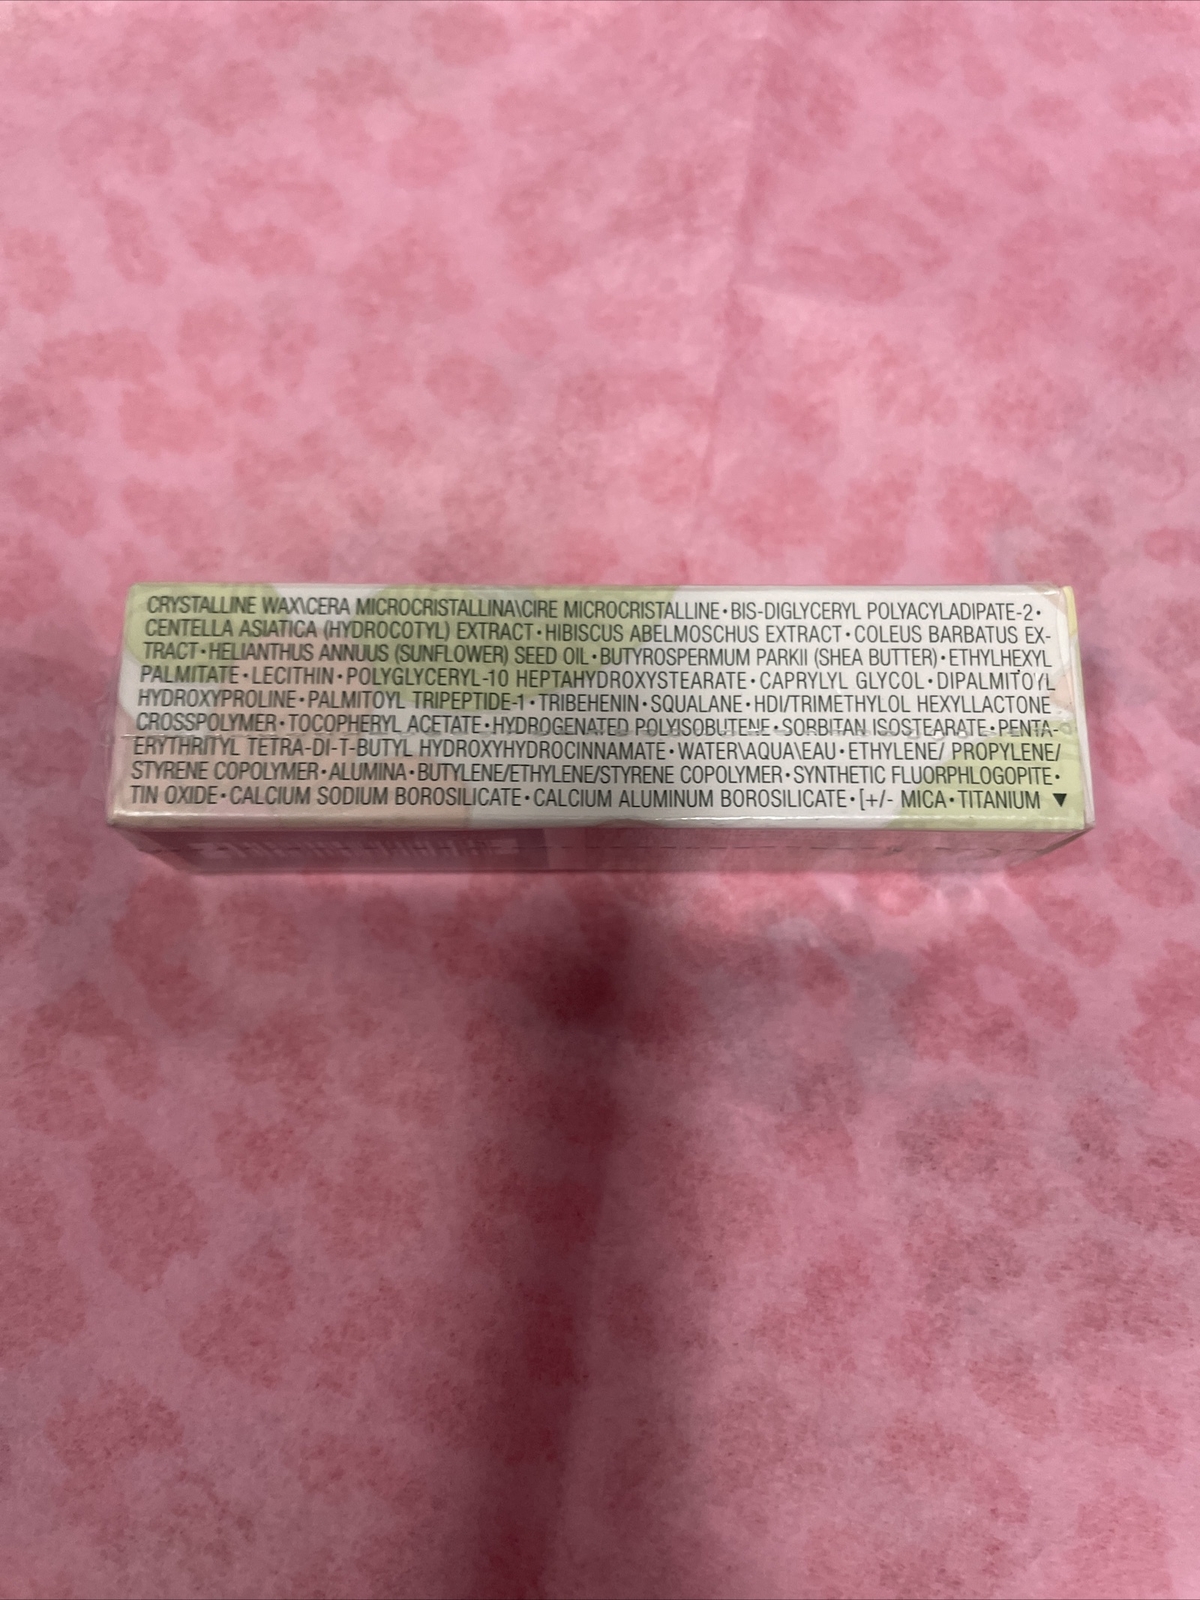 CRYSTALLINE WAX\CERA MICROCRISTALLINA\CIRE MICROCRISTALLINE•BIS-DIGLYCERYL POLYACYLADIPATE-2•
CENTELLA ASIATICA (HYDROCOTYL) EXTRACT•HIBISCUS ABELMOSCHUS EXTRACT•COLEUS BARBATUS EX-
TRACT•HELIANTHUS ANNUUS (SUNFLOWER) SEED OIL•BUTYROSPERMUM PARKII (SHEA BUTTER)•ETHYLHEXYL
PALMITATE•LECITHIN•POLYGLYCERYL-10 HEPTAHYDROXYSTEARATE•CAPRYLYL GLYCOL•DIPALMITOYL
HYDROXYPROLINE•PALMITOYL TRIPEPTIDE-1•TRIBEHENIN•SQUALANE•HDI/TRIMETHYLOL HEXYLLACTONE
CROSSPOLYMER•TOCOPHERYL ACETATE•HYDROGENATED POLYISOBUTENE•SORBITAN ISOSTEARATE•PENTA-
ERYTHRITYL TETRA-DI-T-BUTYL HYDROXYHYDROCINNAMATE•WATER\AQUA\EAU•ETHYLENE/ PROPYLENE/
STYRENE COPOLYMER•ALUMINA•BUTYLENE/ETHYLENE/STYRENE COPOLYMER•SYNTHETIC FLUORPHLOGOPITE•
TIN OXIDE•CALCIUM SODIUM BOROSILICATE•CALCIUM ALUMINUM BOROSILICATE•[+/- MICA•TITANIUM ▼